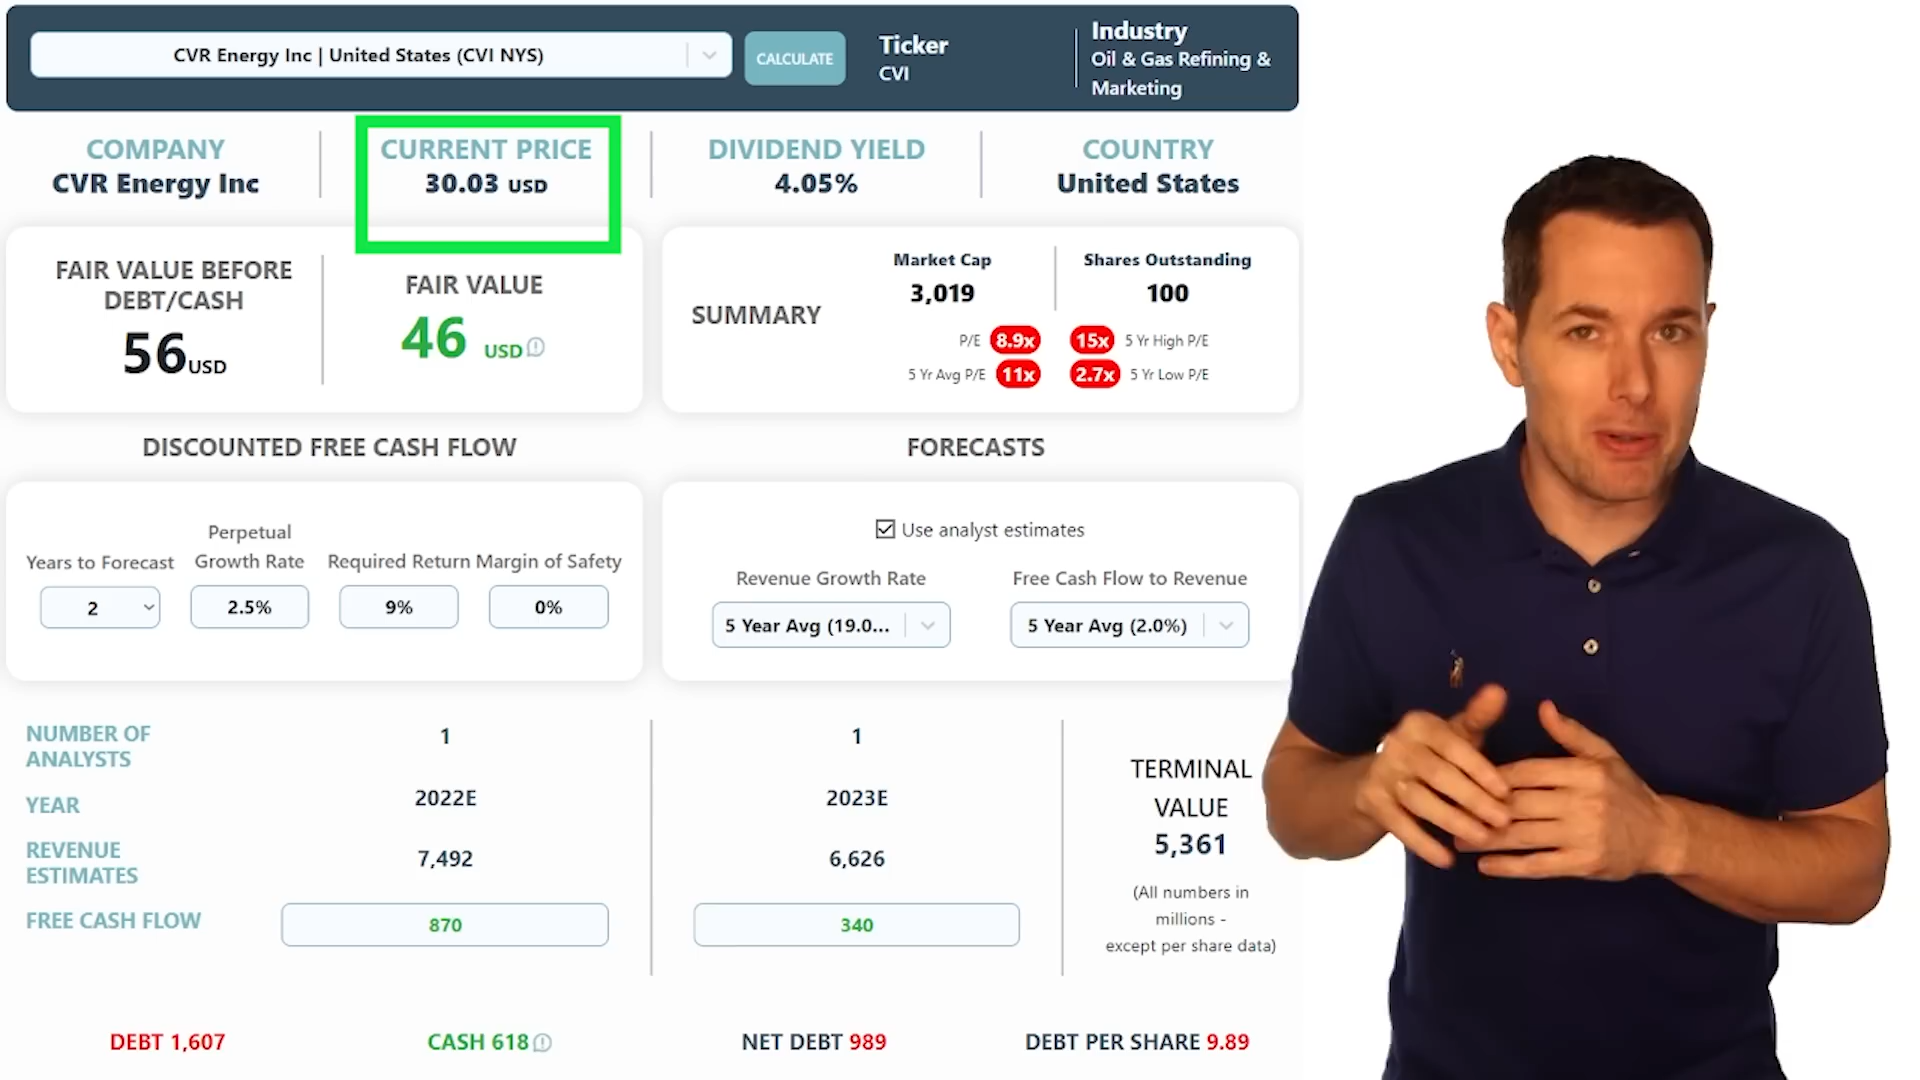 CVR Energy Inc | United States (CVI NYS)
CALCULATE
Ticker
CVI
Industry
Oil & Gas Refining &
Marketing
COMPANY
CVR Energy Inc
CURRENT PRICE
30.03 USD
DIVIDEND YIELD
4.05%
COUNTRY
United States
FAIR VALUE BEFORE
DEBT/CASH
56 USD
FAIR VALUE
46 USD
SUMMARY
Market Cap
3,019
Shares Outstanding
100
P/E 8.9x
15x 5 Yr High P/E
5 Yr Avg P/E 11x
2.7x 5 Yr Low P/E
DISCOUNTED FREE CASH FLOW
Years to Forecast
2
Perpetual
Growth Rate
2.5%
Required Return
9%
Margin of Safety
0%
FORECASTS
Use analyst estimates
Revenue Growth Rate
5 Year Avg (19.0...
Free Cash Flow to Revenue
5 Year Avg (2.0%)
NUMBER OF
ANALYSTS
1
1
YEAR
2022E
2023E
REVENUE
ESTIMATES
7,492
6,626
FREE CASH FLOW
870
340
TERMINAL
VALUE
5,361
(All numbers in
millions -
except per share data)
DEBT 1,607
CASH 618
NET DEBT 989
DEBT PER SHARE 9.89